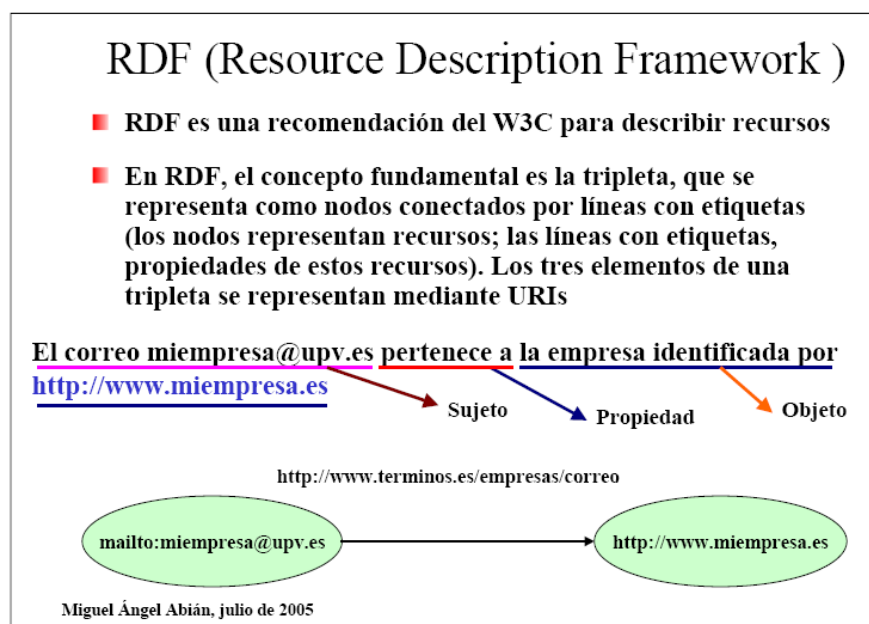 RDF (Resource Description Framework )
RDF es una recomendación del W3C para describir recursos
En RDF, el concepto fundamental es la tripleta, que se
representa como nodos conectados por líneas con etiquetas
(los nodos representan recursos; las líneas con etiquetas,
propiedades de estos recursos). Los tres elementos de una
tripleta se representan mediante URIs
El correo miempresa@upv.es pertenece a la empresa identificada por
http://www.miempresa.es
Sujeto
Propiedad
Objeto
http://www.terminos.es/empresas/correo
mailto:miempresa@upv.es
http://www.miempresa.es
Miguel Ángel Abián, julio de 2005